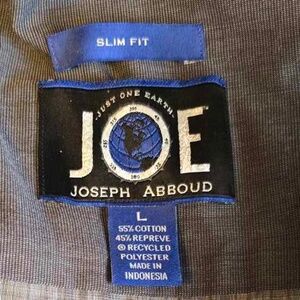 SLIM FIT
JUST ONE EARTH
JOE
JOSEPH ABBOUD
L
55% COTTON
45% REPREVE
® RECYCLED
POLYESTER
MADE IN
INDONESIA